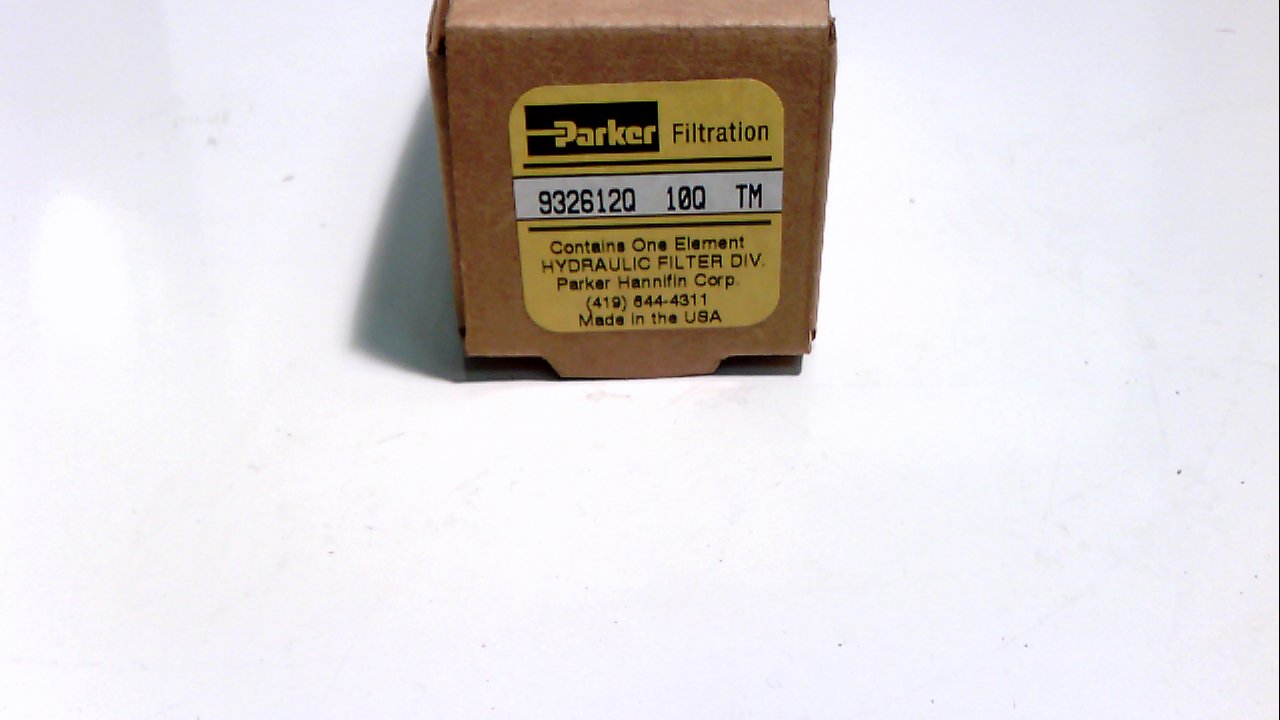 Parker Filtration
932612Q 10Q TM
Contains One Element
HYDRAULIC FILTER DIV.
Parker Hannifin Corp.
(419) 644-4311
Made in the USA